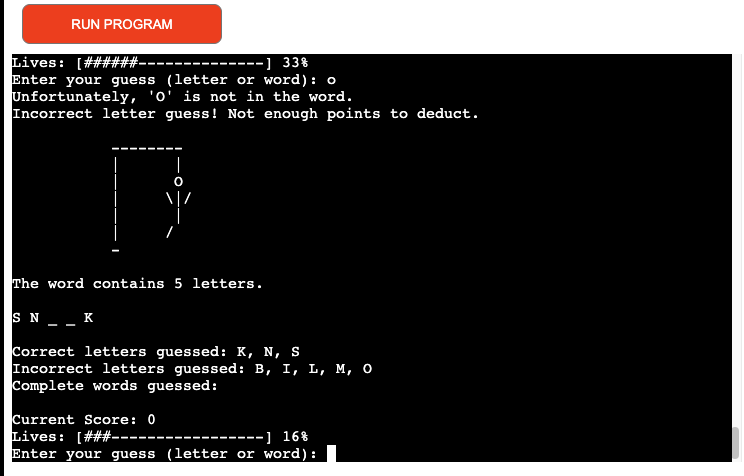 RUN PROGRAM
Lives: [######--------------] 33%
Enter your guess (letter or word): o
Unfortunately, 'O' is not in the word.
Incorrect letter guess! Not enough points to deduct.
--------
|      |
|      O
|     \|/
|      |
|     /
-
The word contains 5 letters.
S N _ _ K
Correct letters guessed: K, N, S
Incorrect letters guessed: B, I, L, M, O
Complete words guessed:
Current Score: 0
Lives: [###-----------------] 16%
Enter your guess (letter or word):